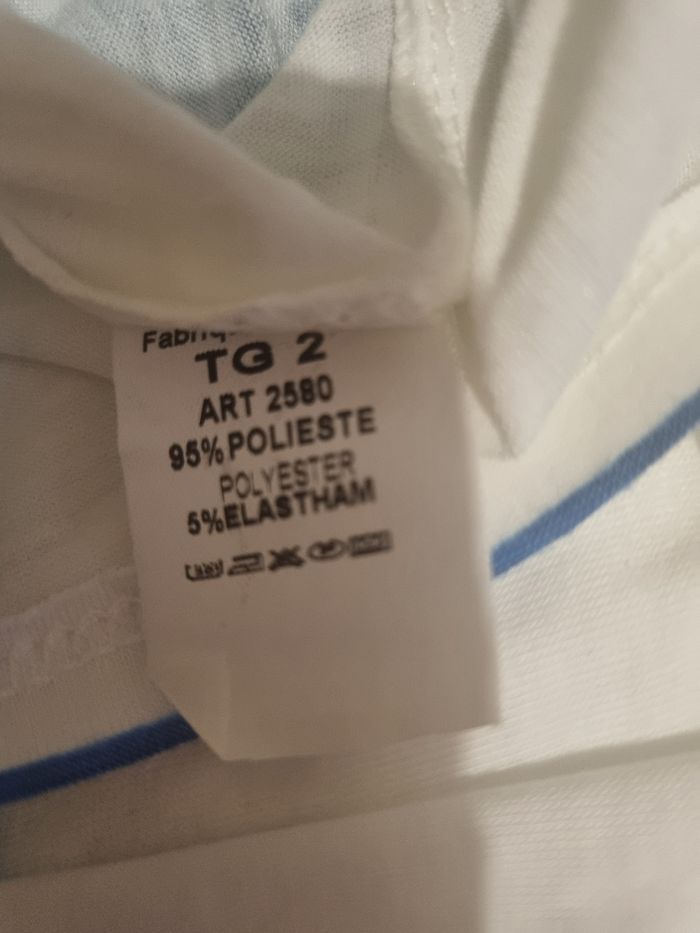 TG 2
ART 2580
95%POLIESTE
POLYESTER
5%ELASTHAM